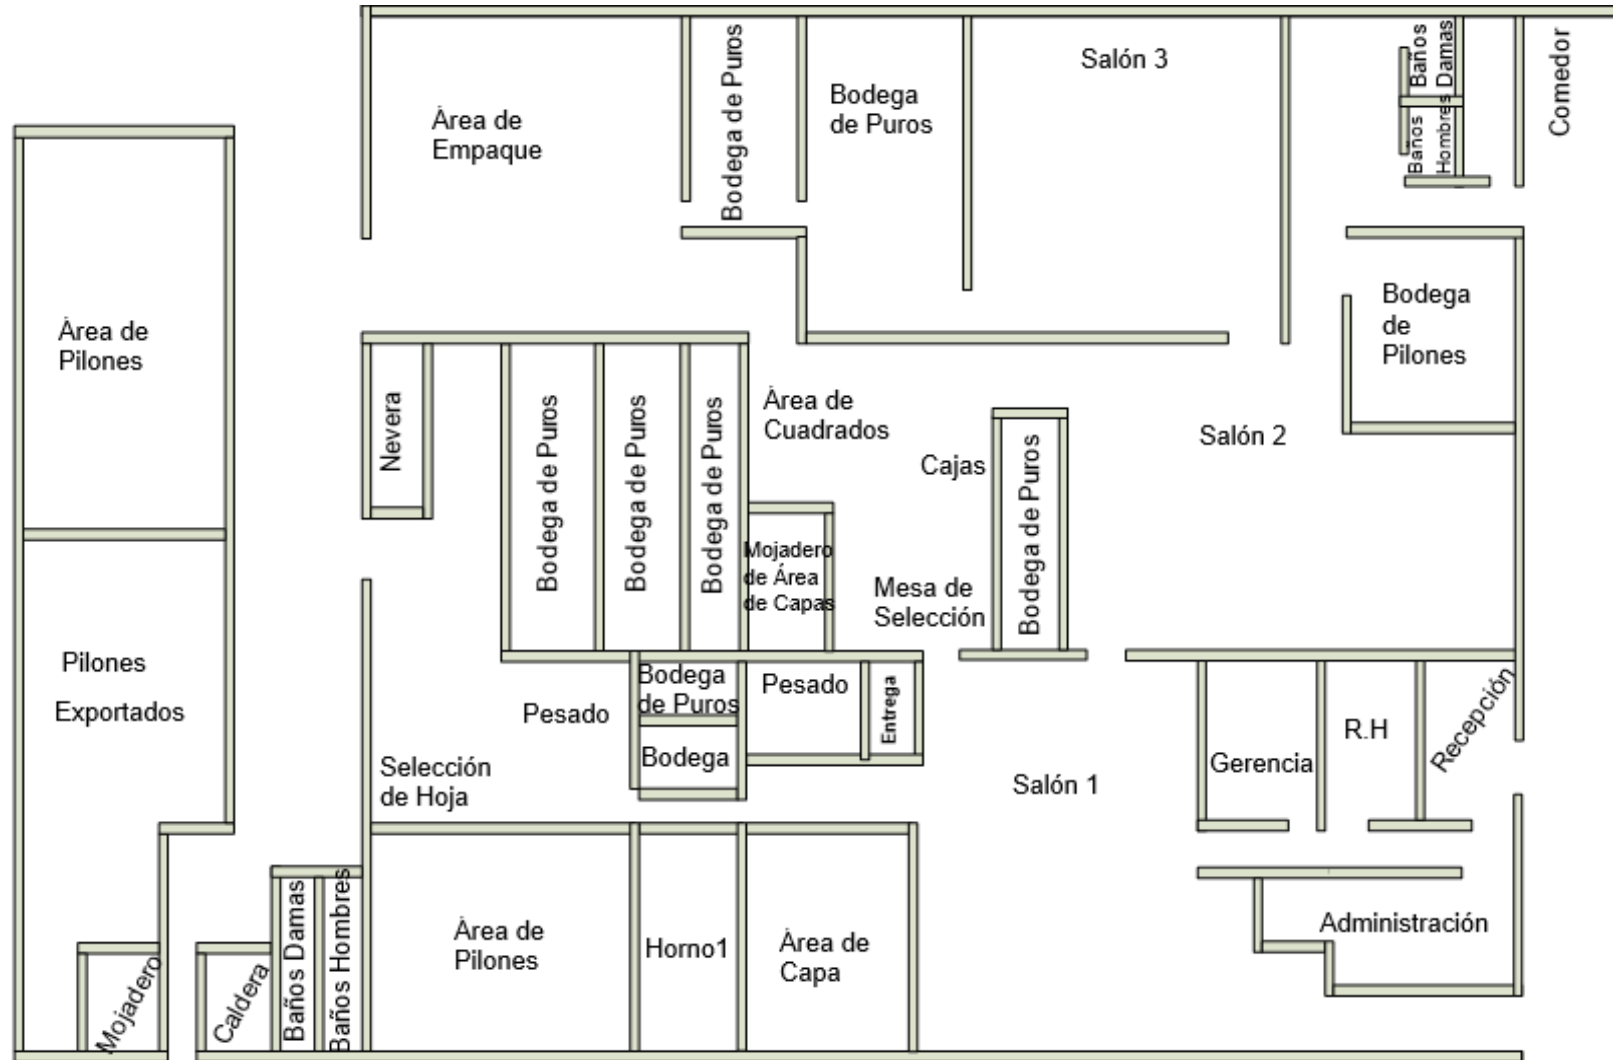 Área de
Empaque
Bodega de Puros
Bodega
de Puros
Salón 3
Baños
Damas
Baños
Hombres
Comedor
Área de
Pilones
Bodega
de
Pilones
Nevera
Bodega de Puros
Bodega de Puros
Bodega de Puros
Área de
Cuadrados
Cajas
Bodega de Puros
Salón 2
Mojadero
de Área
de Capas
Mesa de
Selección
Pilones
Exportados
Pesado
Bodega
de Puros
Bodega
Pesado
Entrega
Selección
de Hoja
Salón 1
Gerencia
R.H
Recepción
Mojadero
Caldera
Baños Damas
Baños Hombres
Área de
Pilones
Horno1
Área de
Capa
Administración